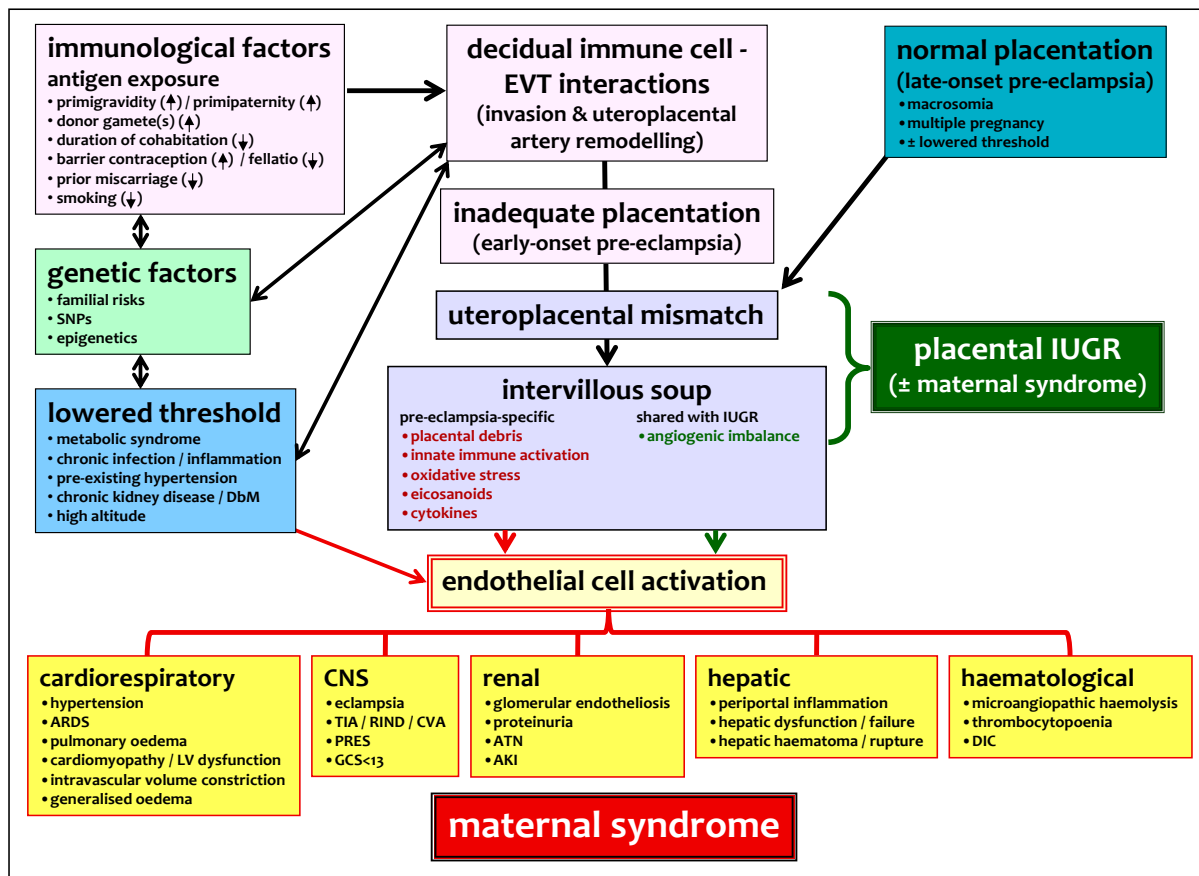 immunological factors
antigen exposure
• primigravidity (↑) / primipaternity (↑)
• donor gamete(s) (↑)
• duration of cohabitation (↓)
• barrier contraception (↑) / fellatio (↓)
• prior miscarriage (↓)
• smoking (↓)
decidual immune cell -
EVT interactions
(invasion & uteroplacental
artery remodelling)
normal placentation
(late-onset pre-eclampsia)
• macrosomia
• multiple pregnancy
• ± lowered threshold
inadequate placentation
(early-onset pre-eclampsia)
genetic factors
• familial risks
• SNPs
• epigenetics
uteroplacental mismatch
placental IUGR
(± maternal syndrome)
lowered threshold
• metabolic syndrome
• chronic infection / inflammation
• pre-existing hypertension
• chronic kidney disease / DbM
• high altitude
intervillous soup
pre-eclampsia-specific
• placental debris
• innate immune activation
• oxidative stress
• eicosanoids
• cytokines
shared with IUGR
• angiogenic imbalance
endothelial cell activation
cardiorespiratory
• hypertension
• ARDS
• pulmonary oedema
• cardiomyopathy / LV dysfunction
• intravascular volume constriction
• generalised oedema
CNS
• eclampsia
• TIA / RIND / CVA
• PRES
• GCS<13
renal
• glomerular endotheliosis
• proteinuria
• ATN
• AKI
hepatic
• periportal inflammation
• hepatic dysfunction / failure
• hepatic haematoma / rupture
haematological
• microangiopathic haemolysis
• thrombocytopoenia
• DIC
maternal syndrome